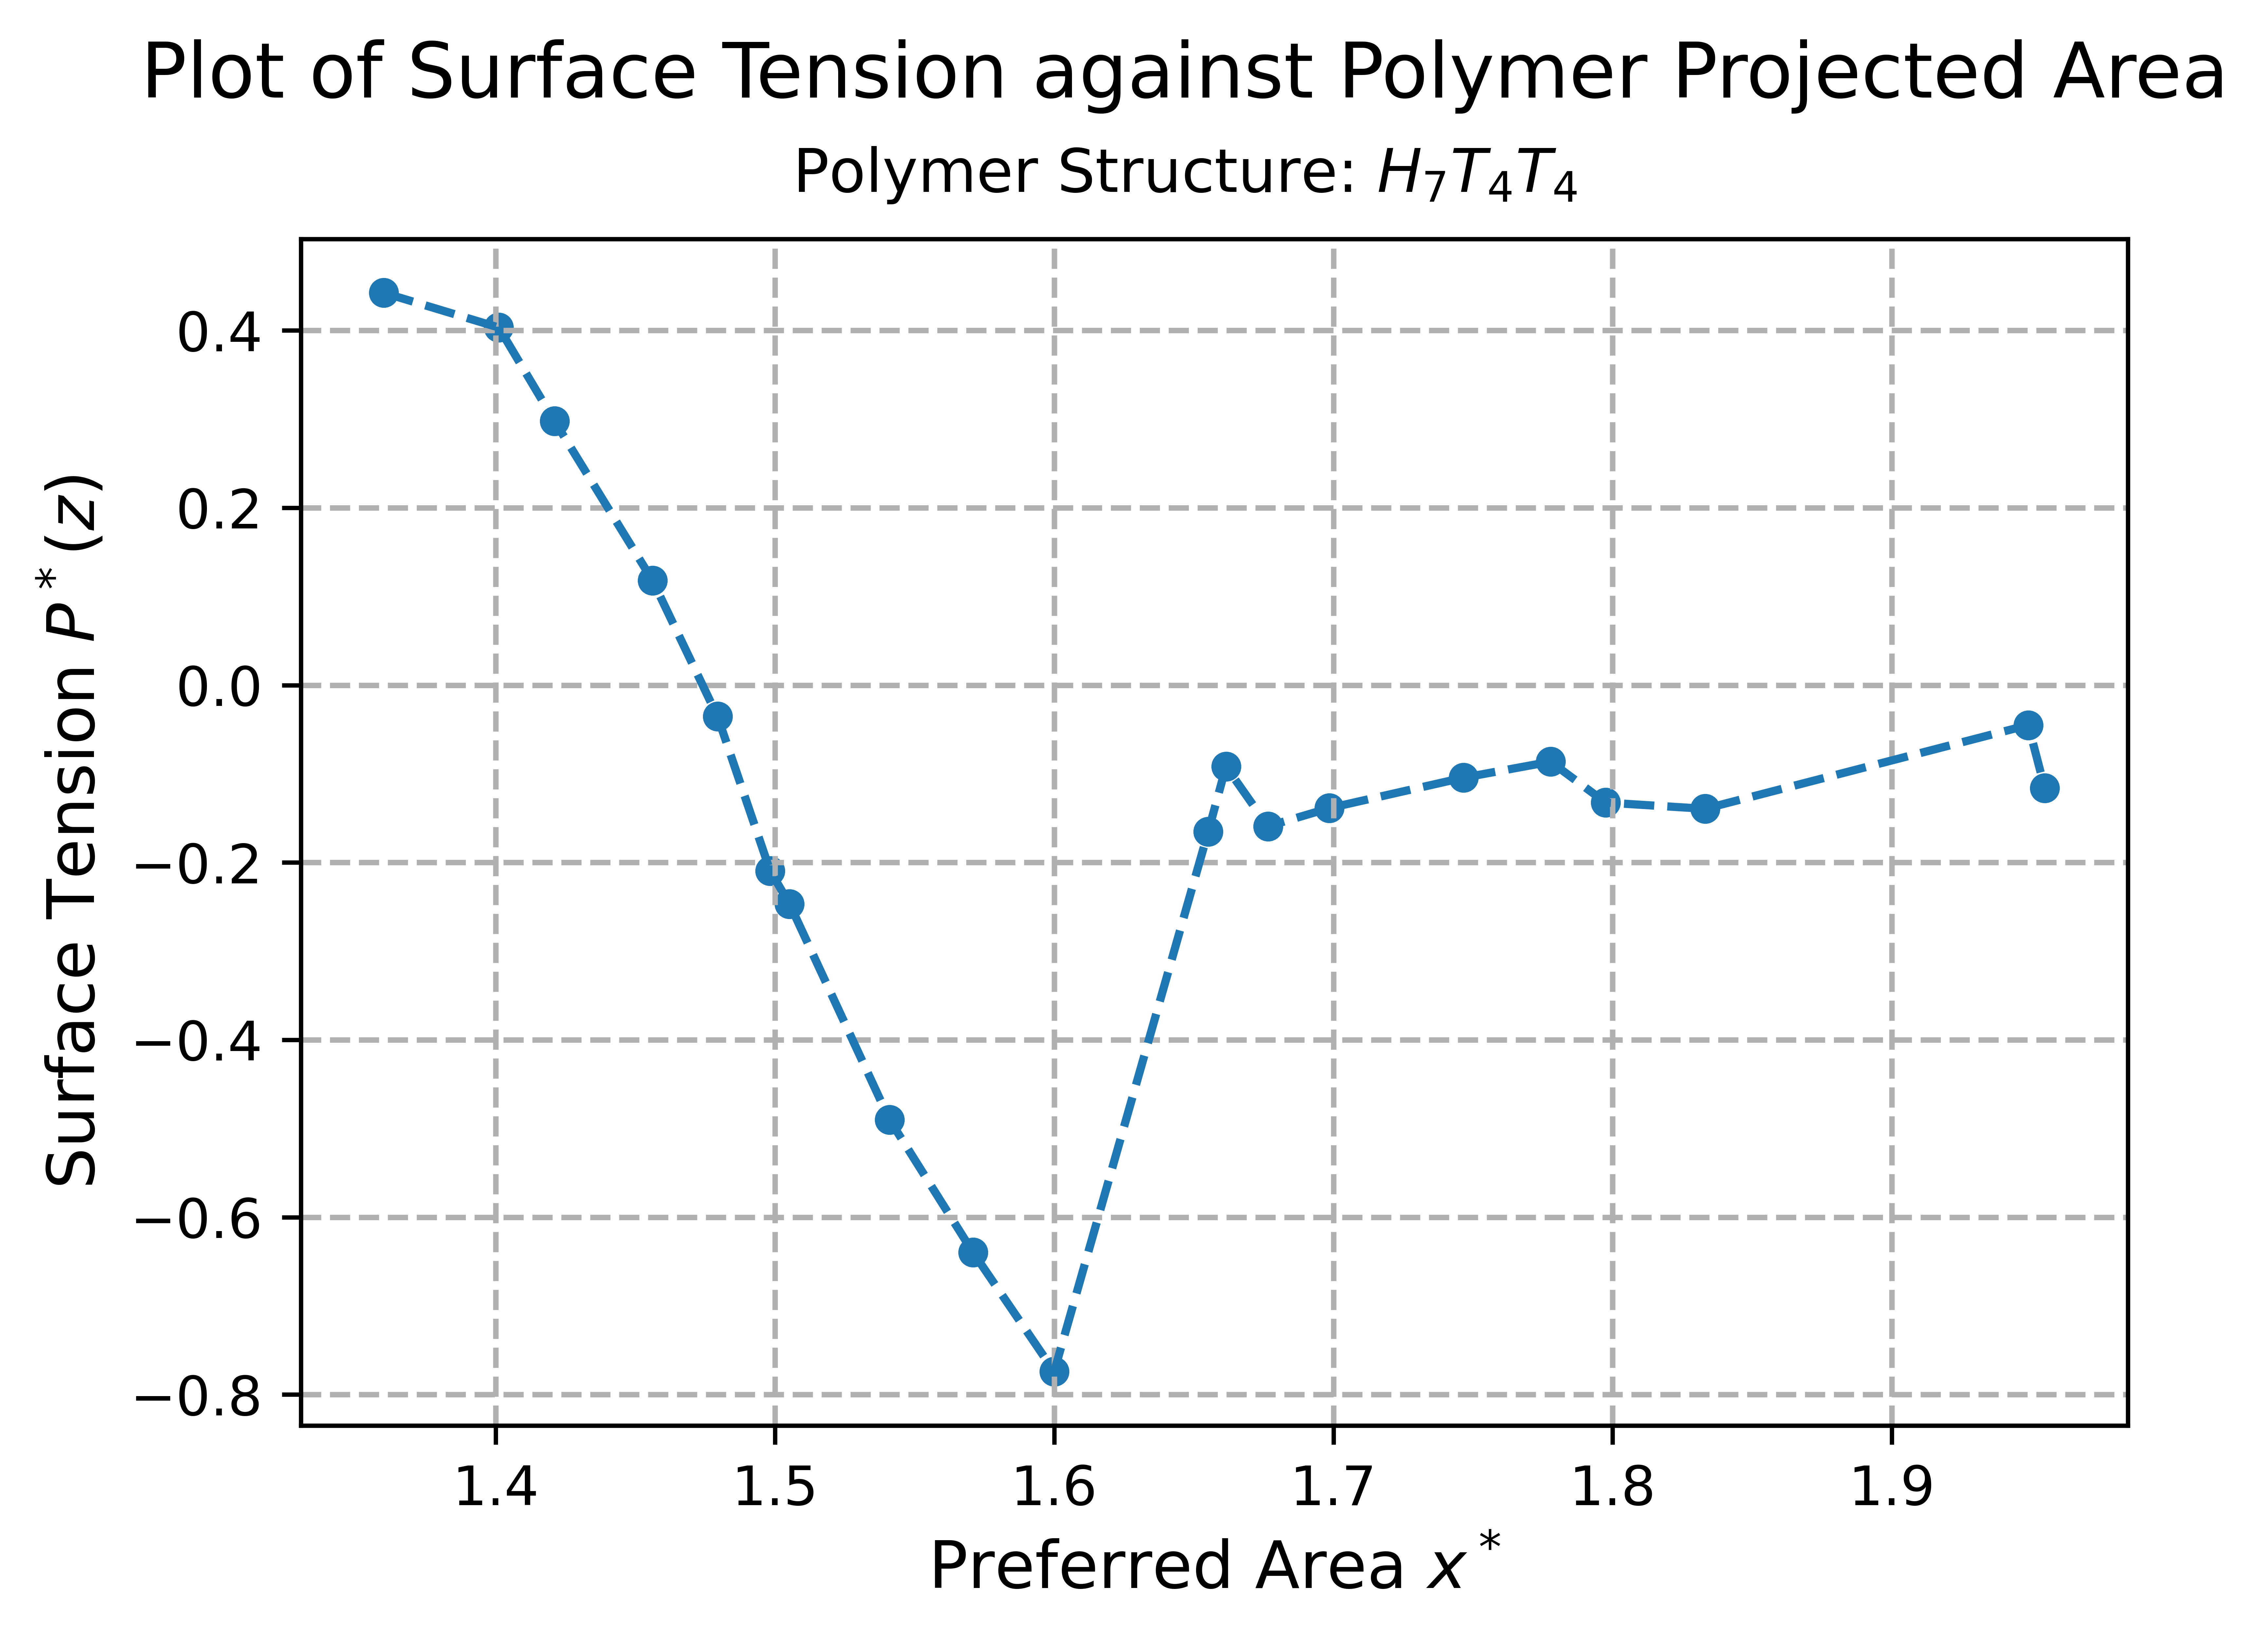 Plot of Surface Tension against Polymer Projected Area
Polymer Structure: H₇T₄T₄
Surface Tension P*(z)
0.4
0.2
0.0
−0.2
−0.4
−0.6
−0.8
1.4 1.5 1.6 1.7 1.8 1.9
Preferred Area x*